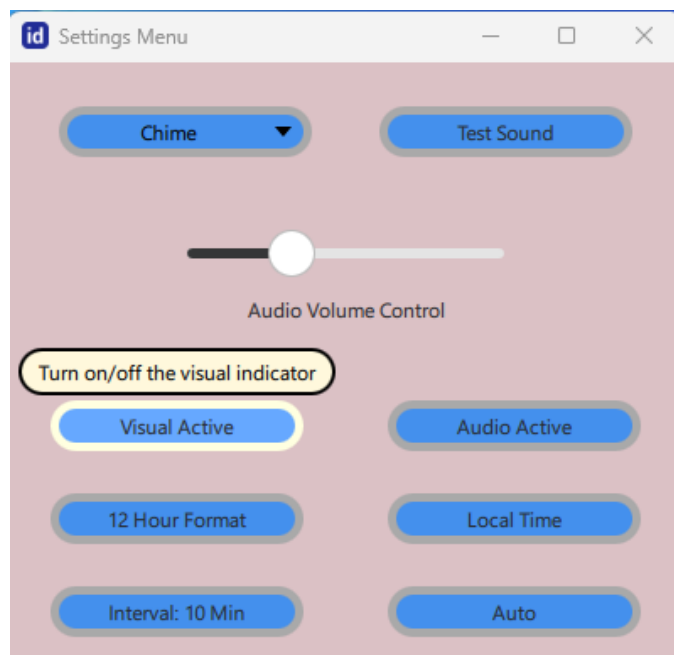 id Settings Menu
Chime
Test Sound
Audio Volume Control
Turn on/off the visual indicator
Visual Active
Audio Active
12 Hour Format
Local Time
Interval: 10 Min
Auto